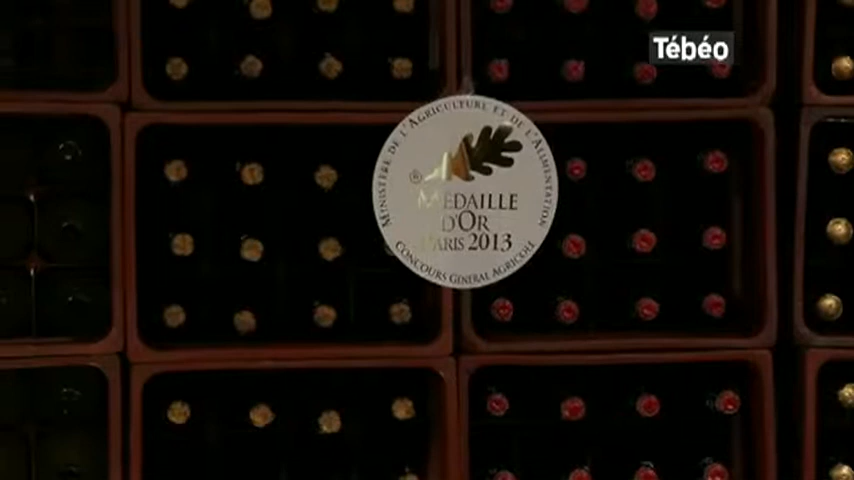 Tébéo
MINISTÈRE DE L'AGRICULTURE ET DE L'ALIMENTATION
®
MÉDAILLE
D'OR
PARIS 2013
CONCOURS GÉNÉRAL AGRICOLE